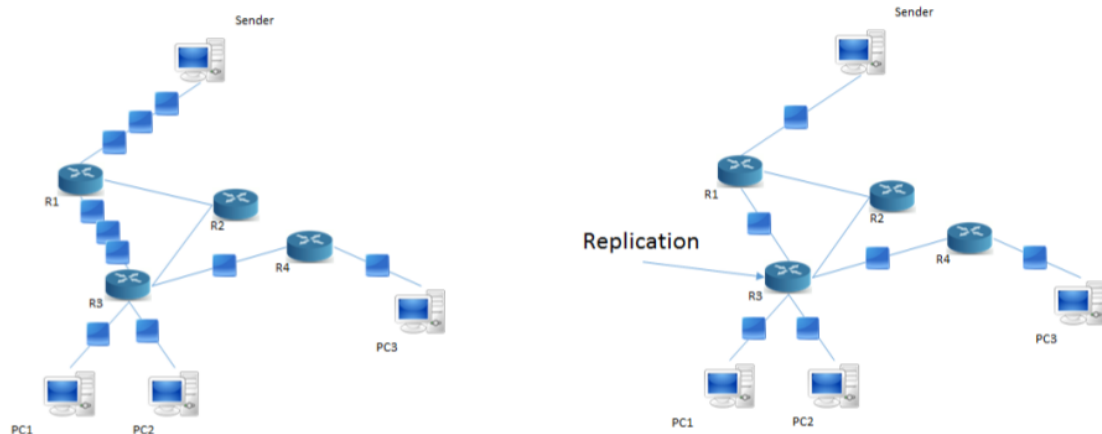 Sender
R1
R2
R4
R3
PC3
PC1
PC2
Sender
R1
R2
R4
Replication
R3
PC3
PC1
PC2